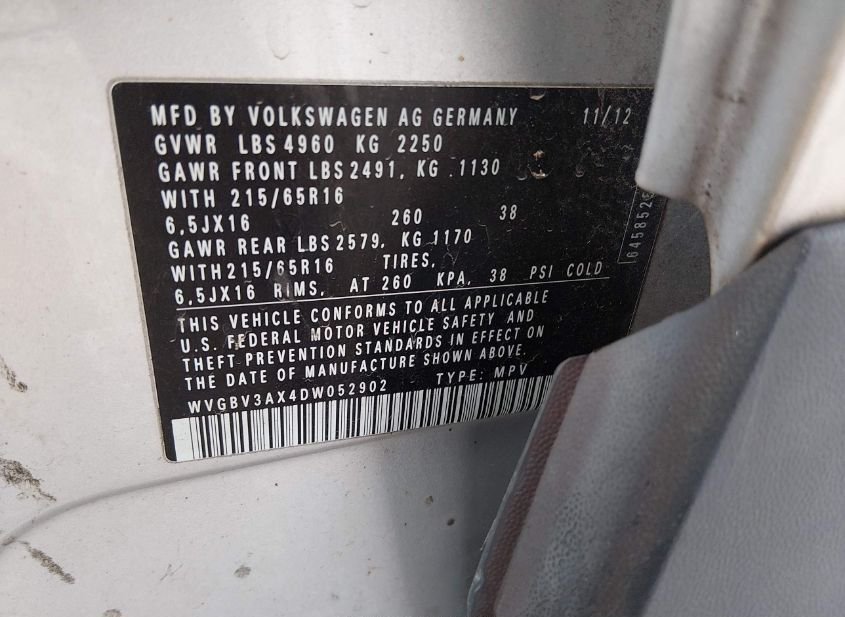 MFD BY VOLKSWAGEN AG GERMANY 11/12
GVWR LBS 4960 KG 2250
GAWR FRONT LBS 2491, KG 1130
WITH 215/65R16
6,5JX16 260 38
GAWR REAR LBS 2579, KG 1170
WITH 215/65R16 TIRES,
6,5JX16 RIMS, AT 260 KPA, 38 PSI COLD
THIS VEHICLE CONFORMS TO ALL APPLICABLE
U.S. FEDERAL MOTOR VEHICLE SAFETY AND
THEFT PREVENTION STANDARDS IN EFFECT ON
THE DATE OF MANUFACTURE SHOWN ABOVE.
WVGBV3AX4DW052902 TYPE: MPV